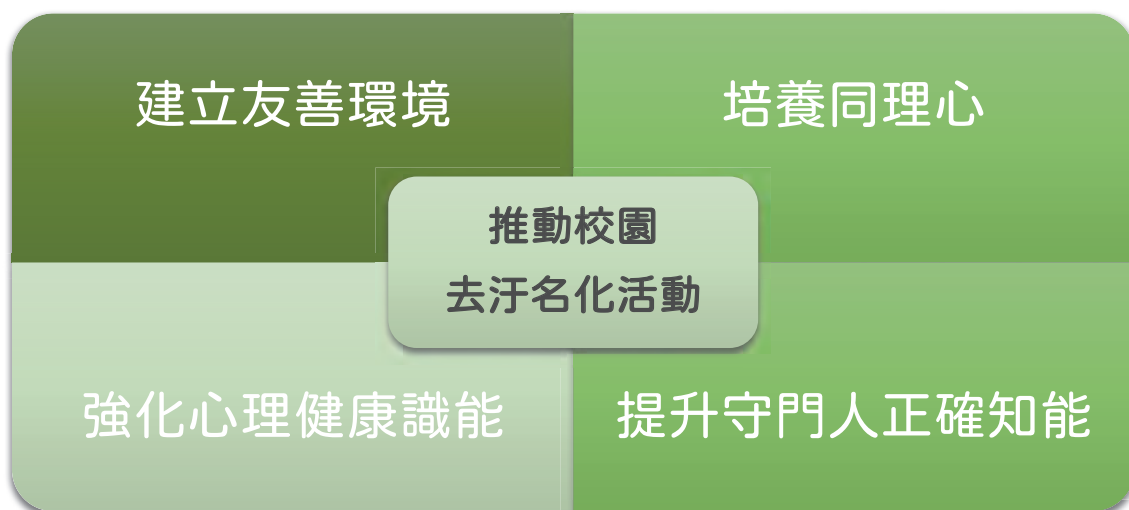 建立友善環境
培養同理心
推動校園
去汙名化活動
強化心理健康識能
提升守門人正確知能